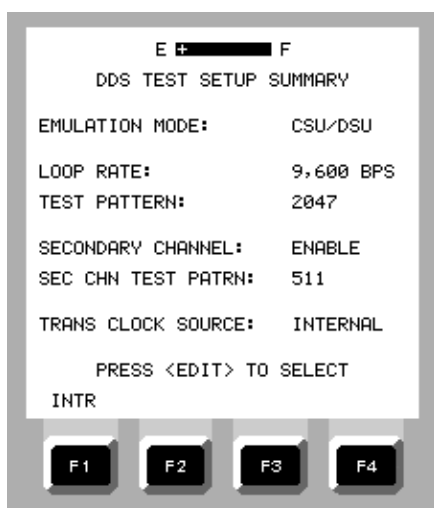 E + F
DDS TEST SETUP SUMMARY
EMULATION MODE: CSU/DSU
LOOP RATE: 9,600 BPS
TEST PATTERN: 2047
SECONDARY CHANNEL: ENABLE
SEC CHN TEST PATRN: 511
TRANS CLOCK SOURCE: INTERNAL
PRESS <EDIT> TO SELECT
INTR
F1 F2 F3 F4